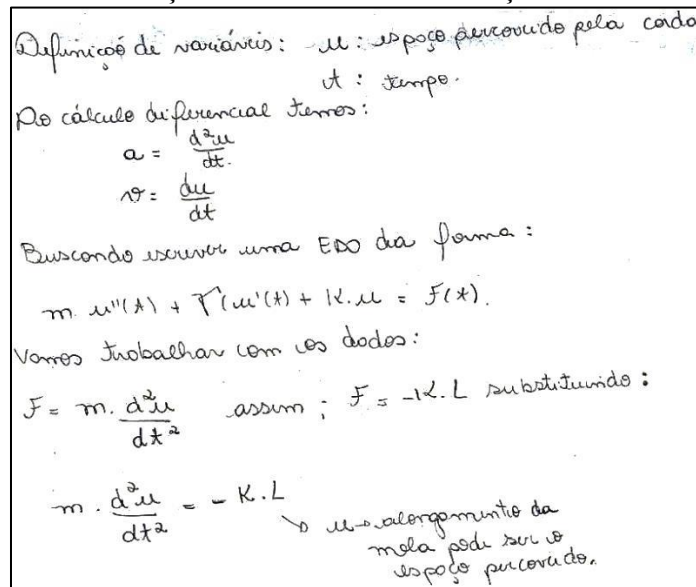 Definição de variáveis: u: espaço percorrido pela corda
t: tempo.
Do cálculo diferencial temos:
a = d²u/dt.
v = du/dt
Buscando escrever uma EDO da forma:
m. u''(t) + γ(u'(t) + K.u = F(t).
Vamos trabalhar com os dados:
F = m. d²u/dt² assim; F = -K.L substituindo:
m. d²u/dt² = - K.L
u → alongamento da
mola pode ser o
espaço percorrido.